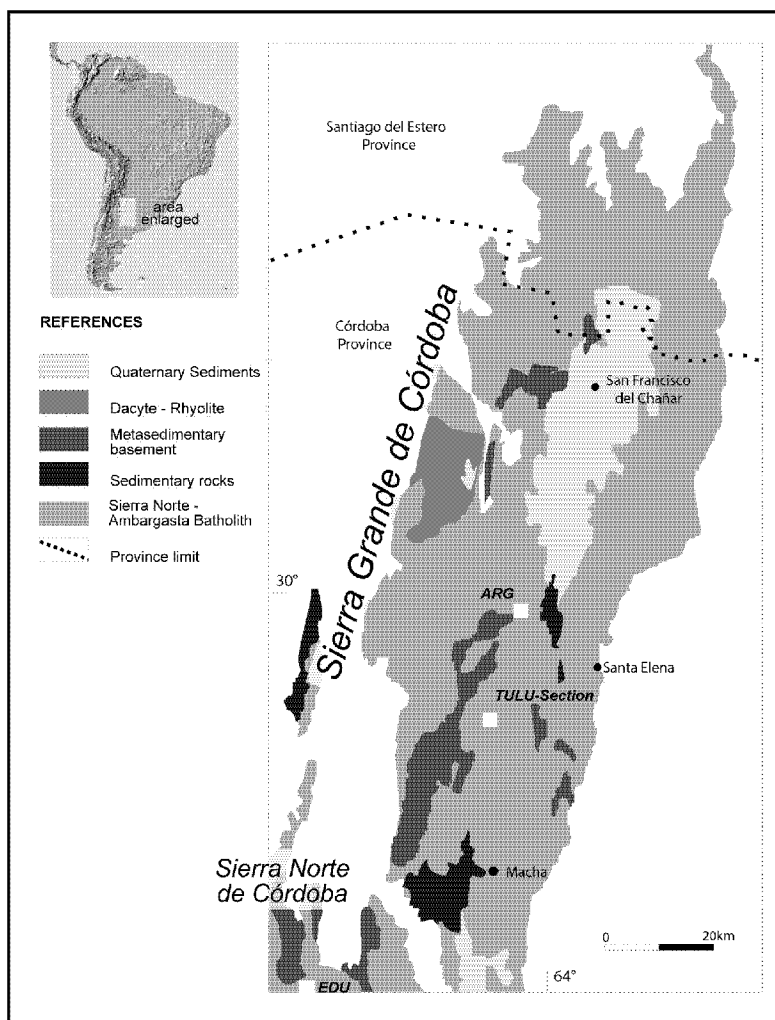 area
enlarged
REFERENCES
Quaternary Sediments
Dacyte - Rhyolite
Metasedimentary
basement
Sedimentary rocks
Sierra Norte -
Ambargasta Batholith
Province limit
Santiago del Estero
Province
Córdoba
Province
Sierra Grande de Córdoba
San Francisco
del Chañar
30°
ARG
Santa Elena
TULU-Section
Sierra Norte
de Córdoba
Macha
0 20km
EDU
64°